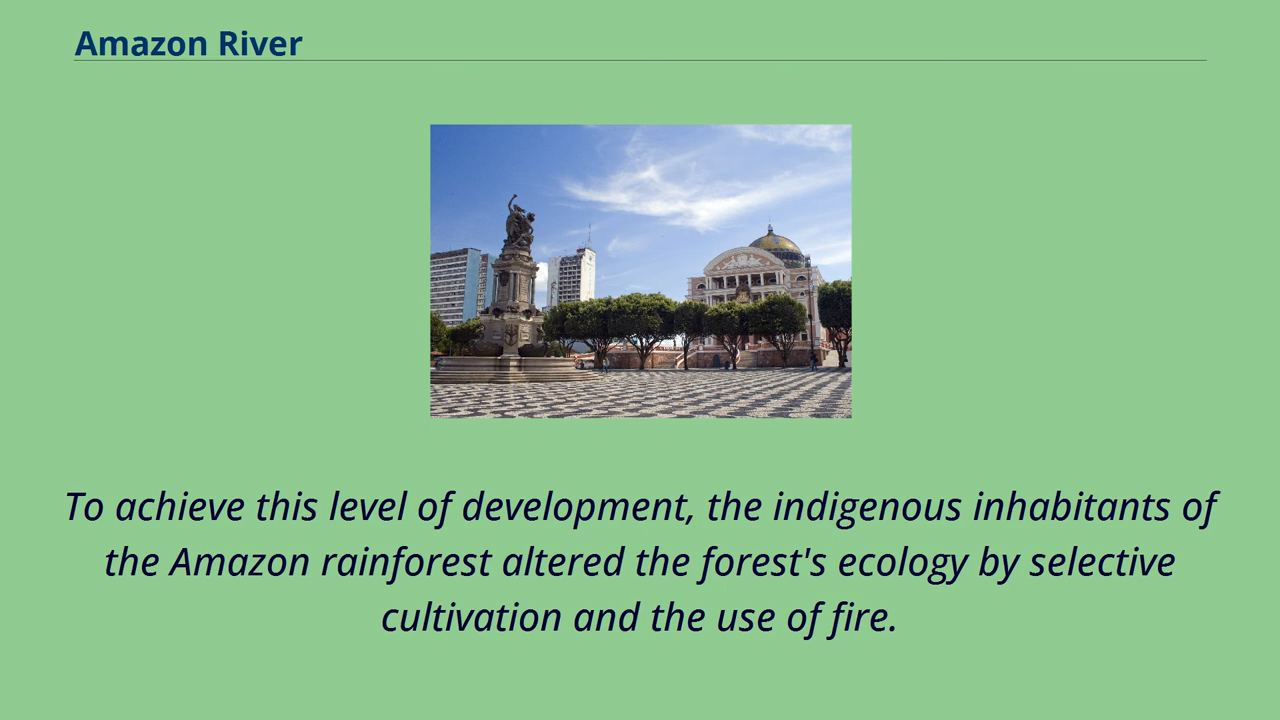 Amazon River
To achieve this level of development, the indigenous inhabitants of
the Amazon rainforest altered the forest's ecology by selective
cultivation and the use of fire.